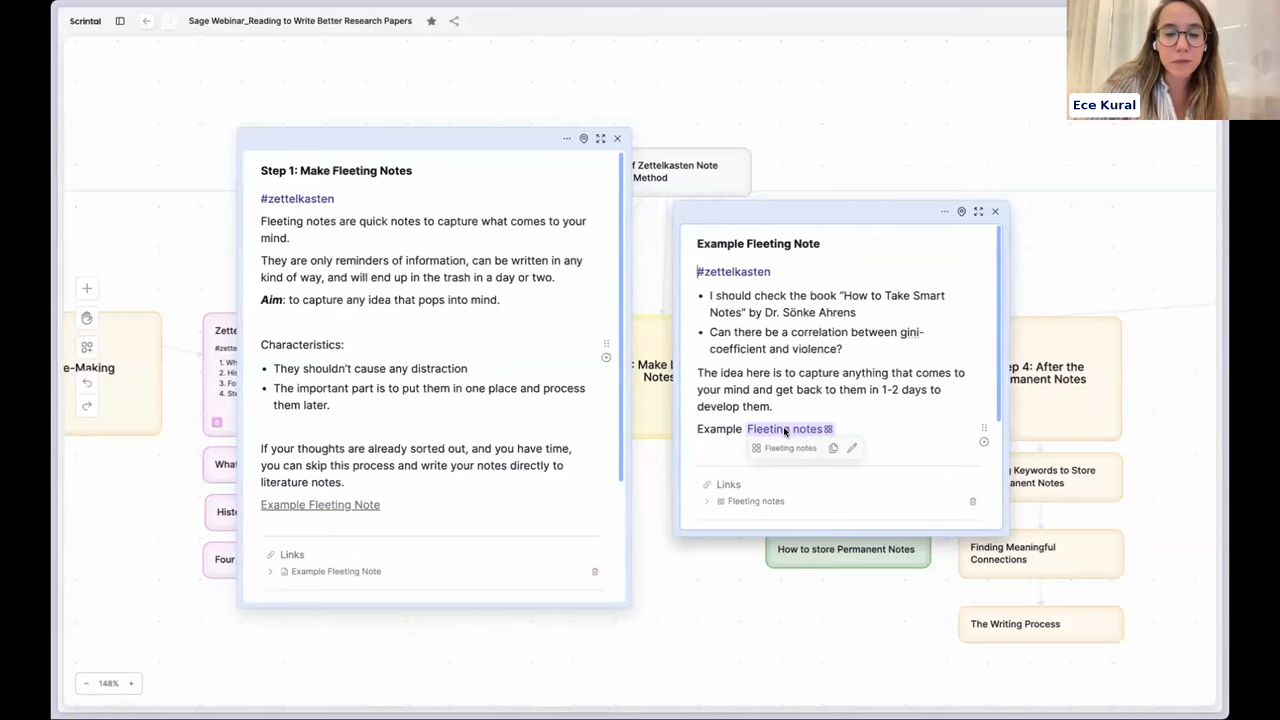 Scrintal
Sage Webinar_Reading to Write Better Research Papers
Ece Kural
Step 1: Make Fleeting Notes
#zettelkasten
Fleeting notes are quick notes to capture what comes to your
mind.
They are only reminders of information, can be written in any
kind of way, and will end up in the trash in a day or two.
Aim: to capture any idea that pops into mind.
Characteristics:
• They shouldn't cause any distraction
• The important part is to put them in one place and process
them later.
If your thoughts are already sorted out, and you have time,
you can skip this process and write your notes directly to
literature notes.
Example Fleeting Note
Links
Example Fleeting Note
f Zettelkasten Note
Method
Example Fleeting Note
#zettelkasten
• I should check the book "How to Take Smart
Notes" by Dr. Sönke Ahrens
• Can there be a correlation between gini-
coefficient and violence?
The idea here is to capture anything that comes to
your mind and get back to them in 1-2 days to
develop them.
Example Fleeting notes
Fleeting notes
Links
Fleeting notes
e-Making
Zette
#zette
1. Wh
2. His
3. Fo
4. Ste
What
Histo
Four
: Make L
Notes
ep 4: After the
manent Notes
g Keywords to Store
anent Notes
How to store Permanent Notes
Finding Meaningful
Connections
The Writing Process
148%